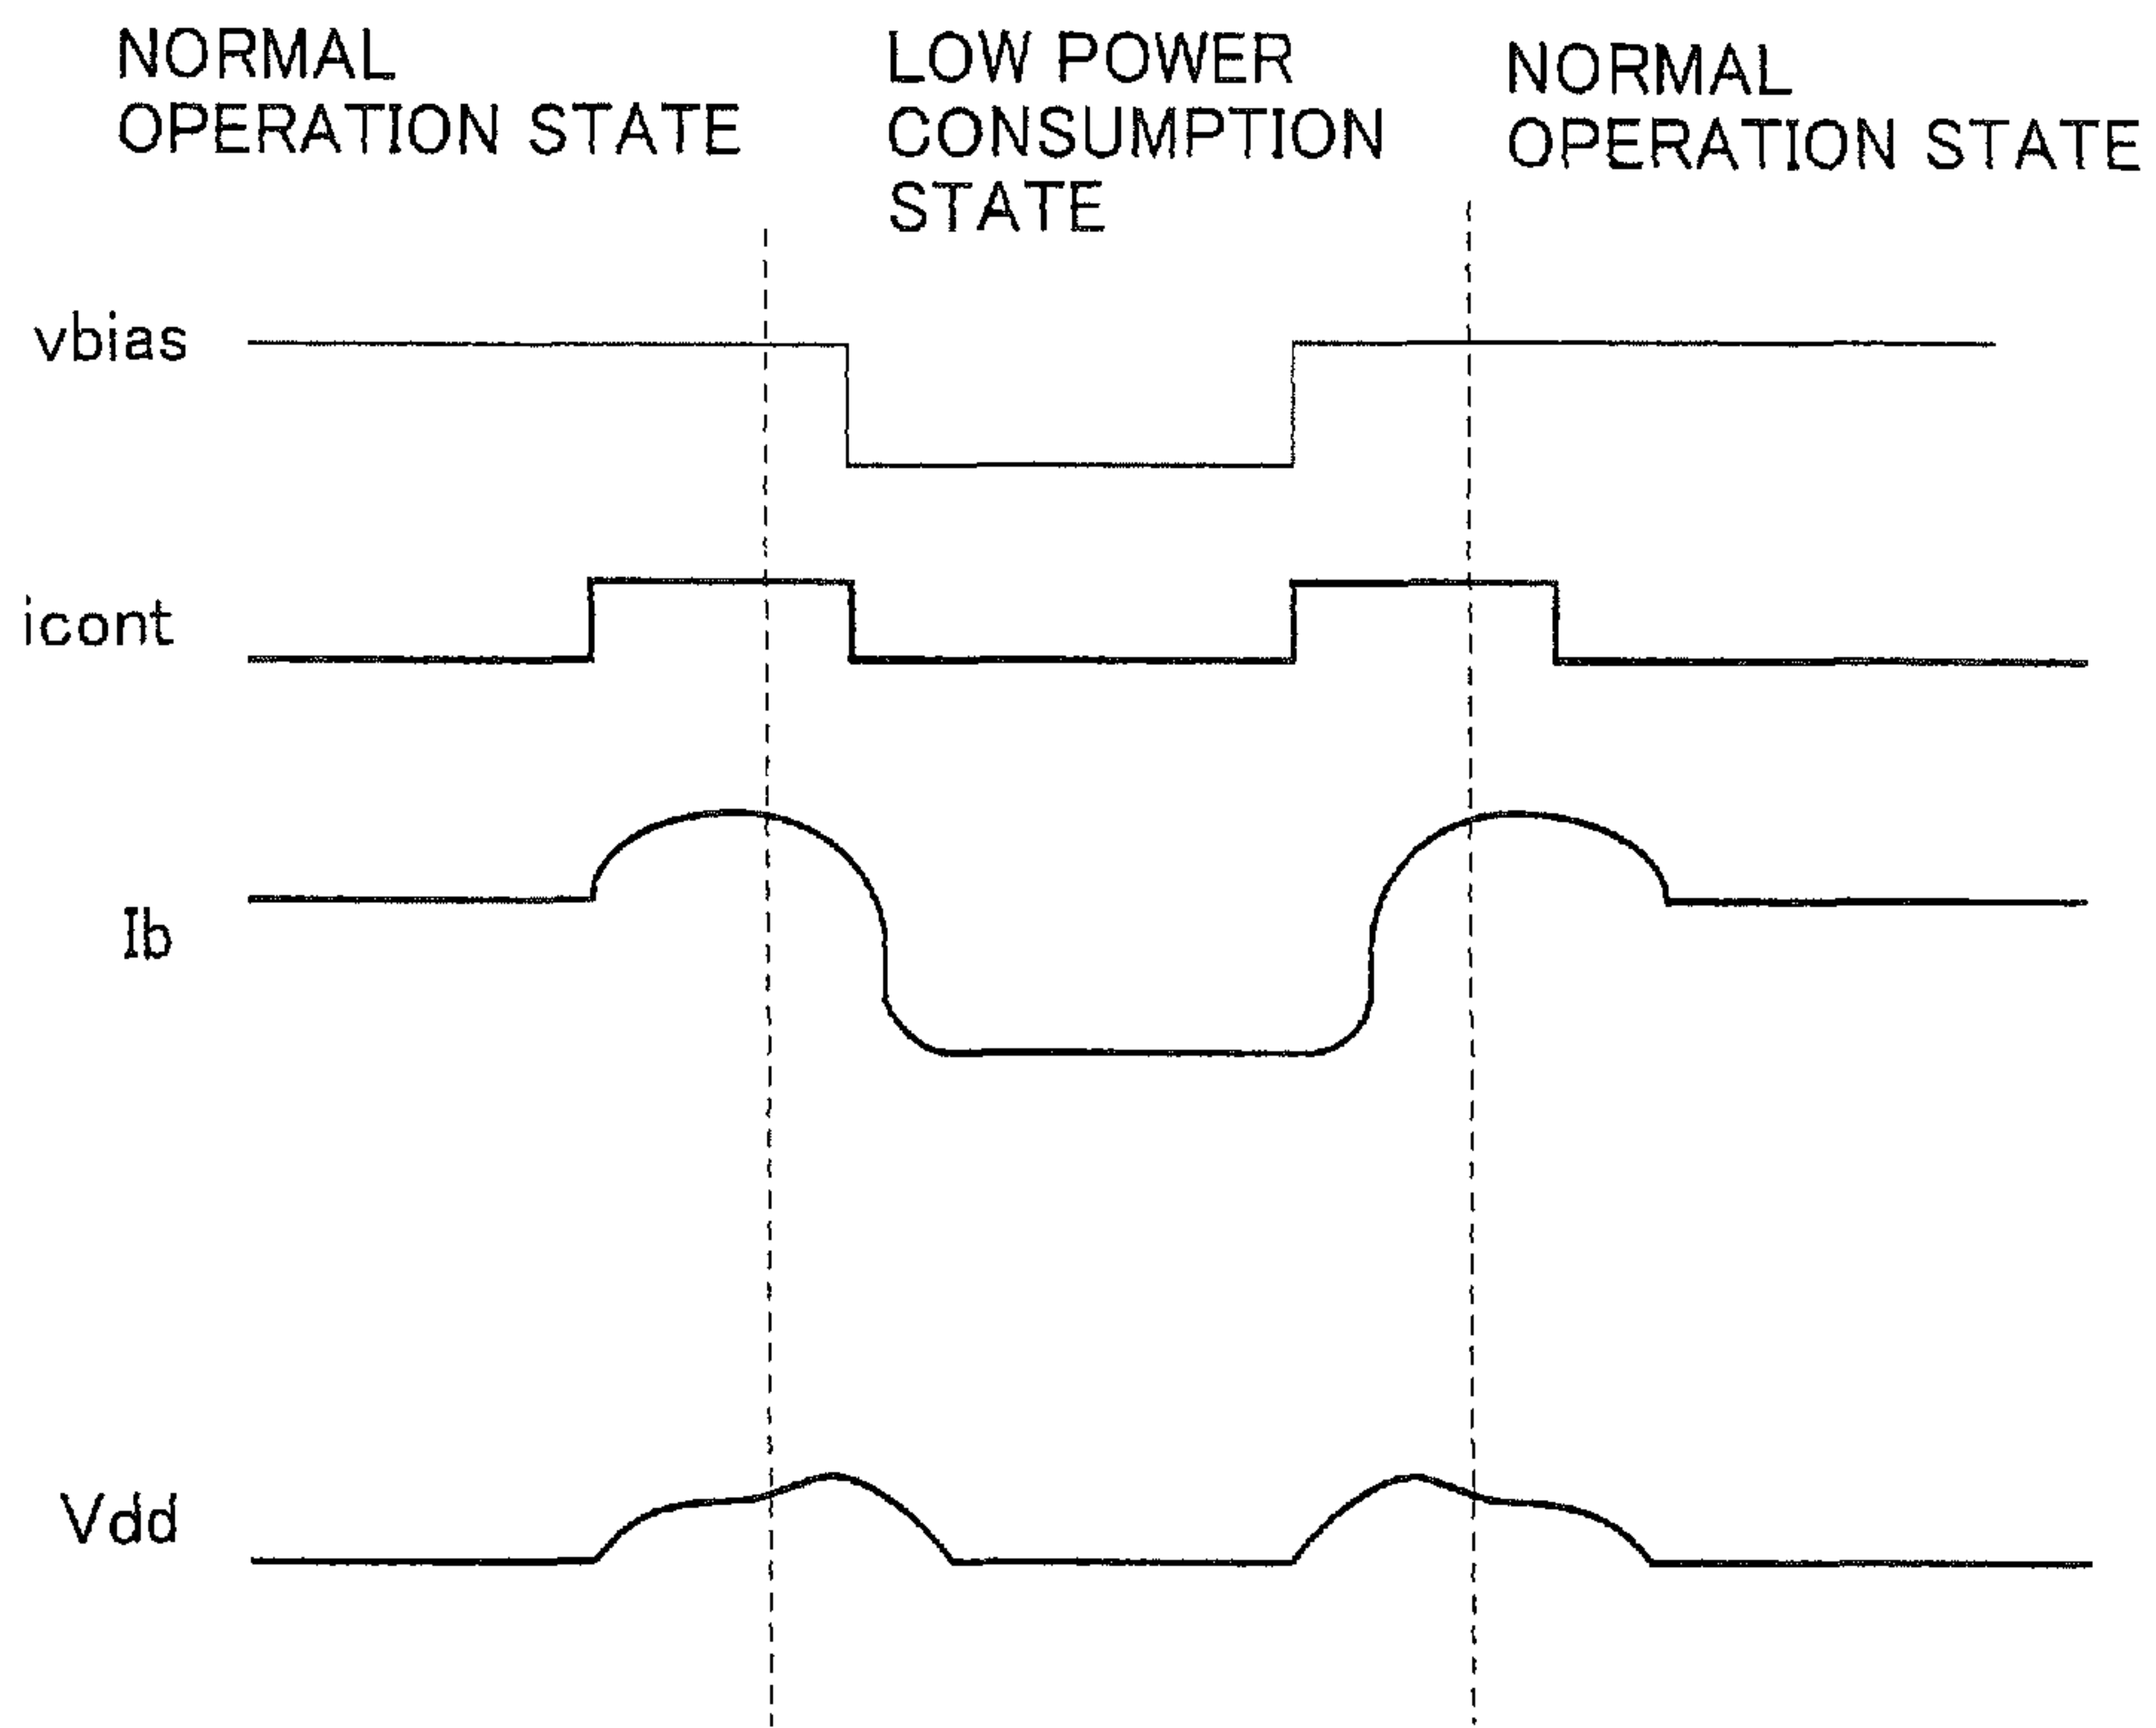 NORMAL
OPERATION STATE
LOW POWER
CONSUMPTION
STATE
NORMAL
OPERATION STATE
vbias
icont
Ib
Vdd